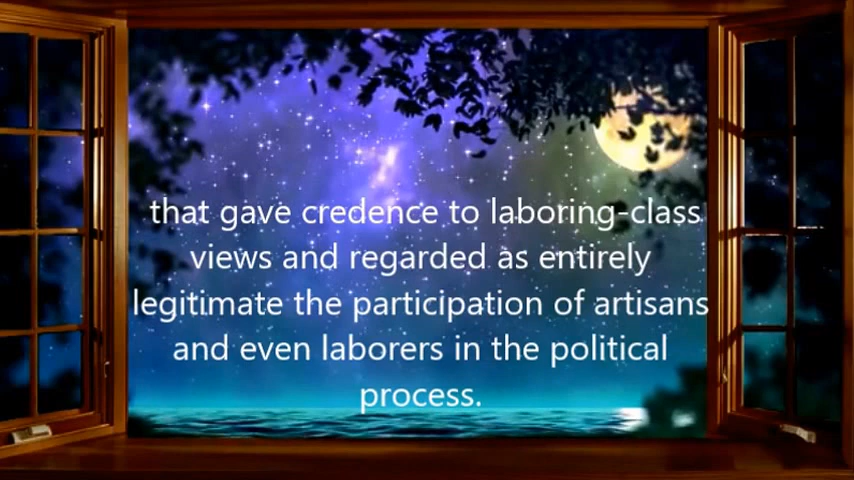 that gave credence to laboring-class
views and regarded as entirely
legitimate the participation of artisans
and even laborers in the political
process.